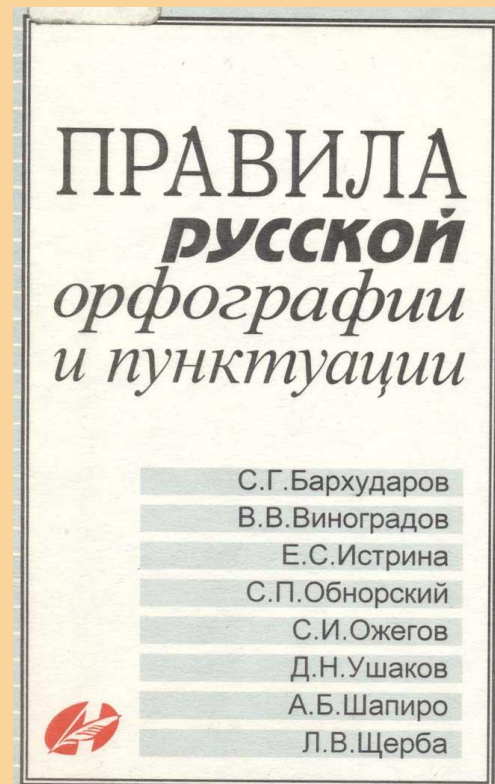 ПРАВИЛА
русской
орфографии
и пунктуации
С.Г.Бархударов
В.В.Виноградов
Е.С.Истрина
С.П.Обнорский
С.И.Ожегов
Д.Н.Ушаков
А.Б.Шапиро
Л.В.Щерба